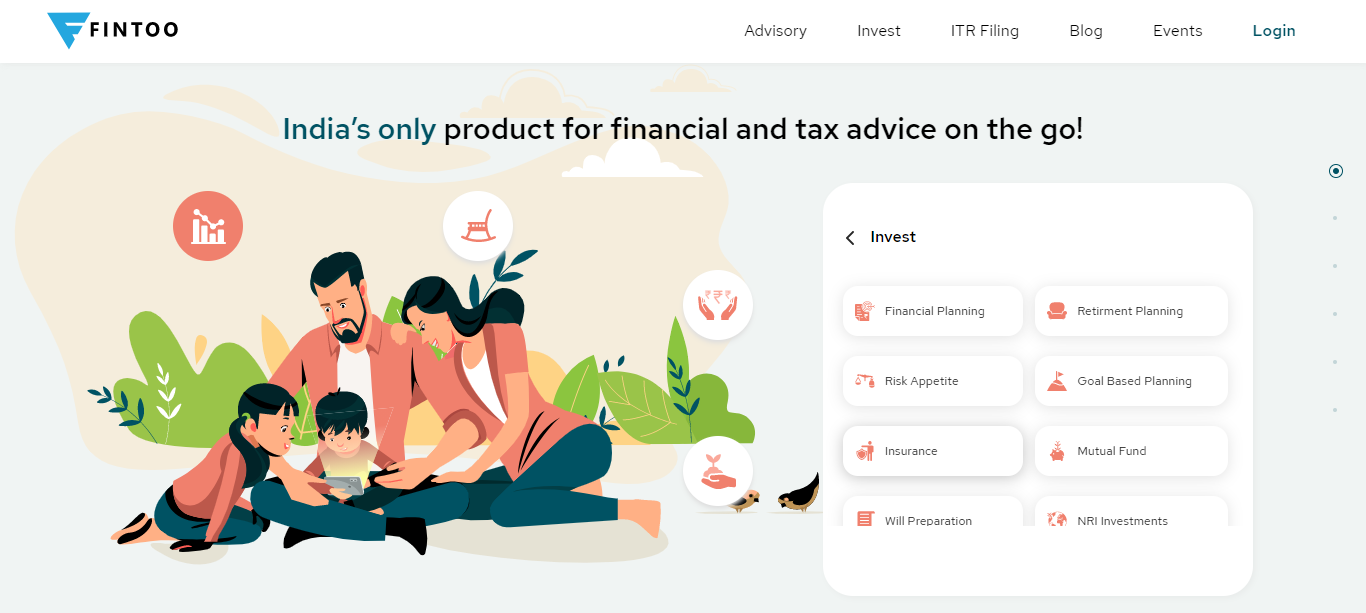 FINTOO
Advisory
Invest
ITR Filing
Blog
Events
Login
India's only product for financial and tax advice on the go!
Invest
Financial Planning
Retirment Planning
Risk Appetite
Goal Based Planning
Insurance
Mutual Fund
Will Preparation
NRI Investments